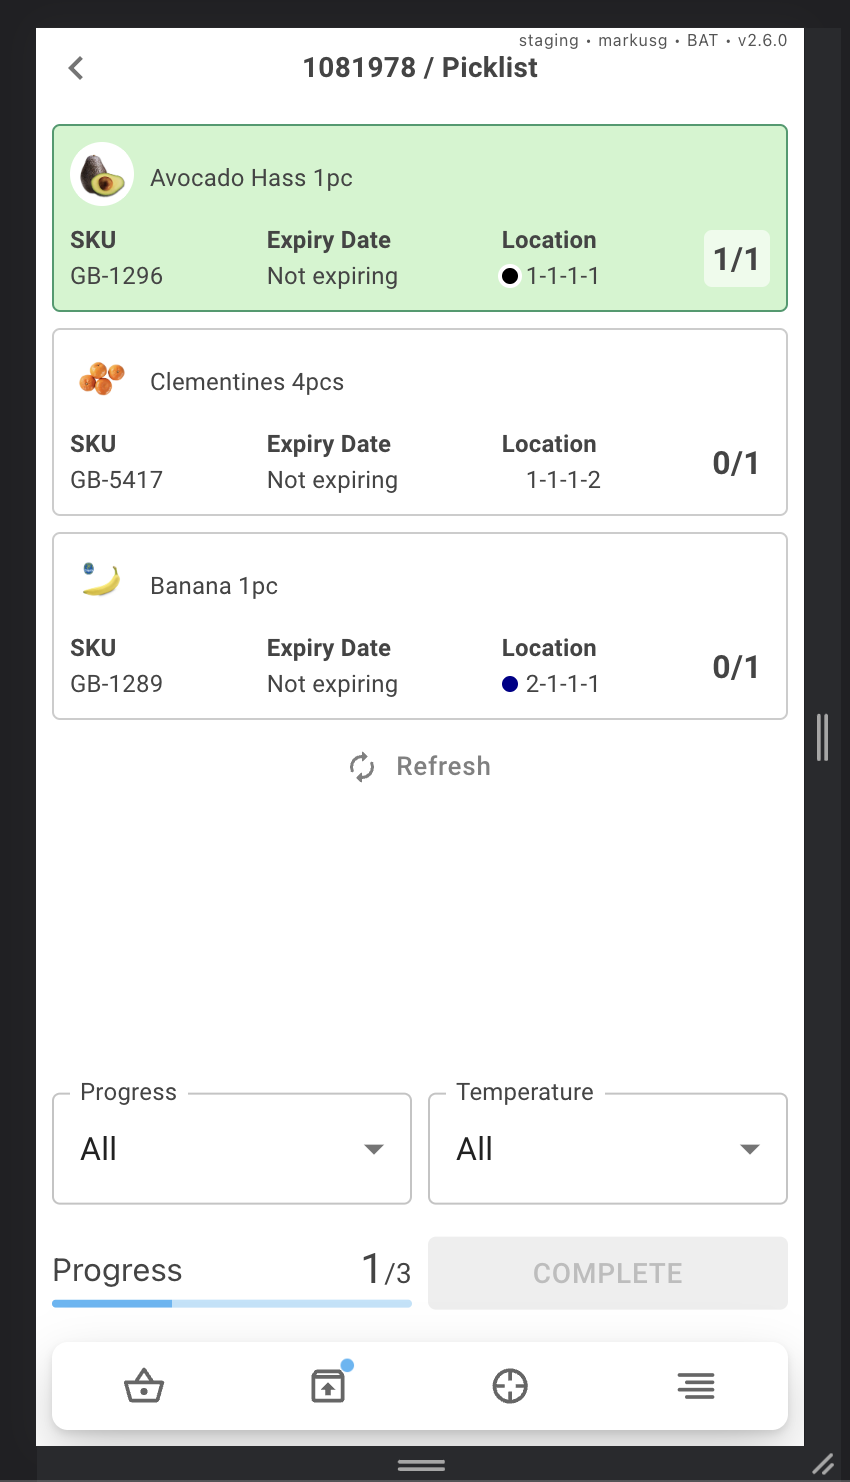 staging • markusg • BAT • v2.6.0
1081978 / Picklist
Avocado Hass 1pc
SKU Expiry Date Location
GB-1296 Not expiring 1-1-1-1
1/1
Clementines 4pcs
SKU Expiry Date Location
GB-5417 Not expiring 1-1-1-2
0/1
Banana 1pc
SKU Expiry Date Location
GB-1289 Not expiring 2-1-1-1
0/1
Refresh
Progress Temperature
All All
Progress 1/3 COMPLETE